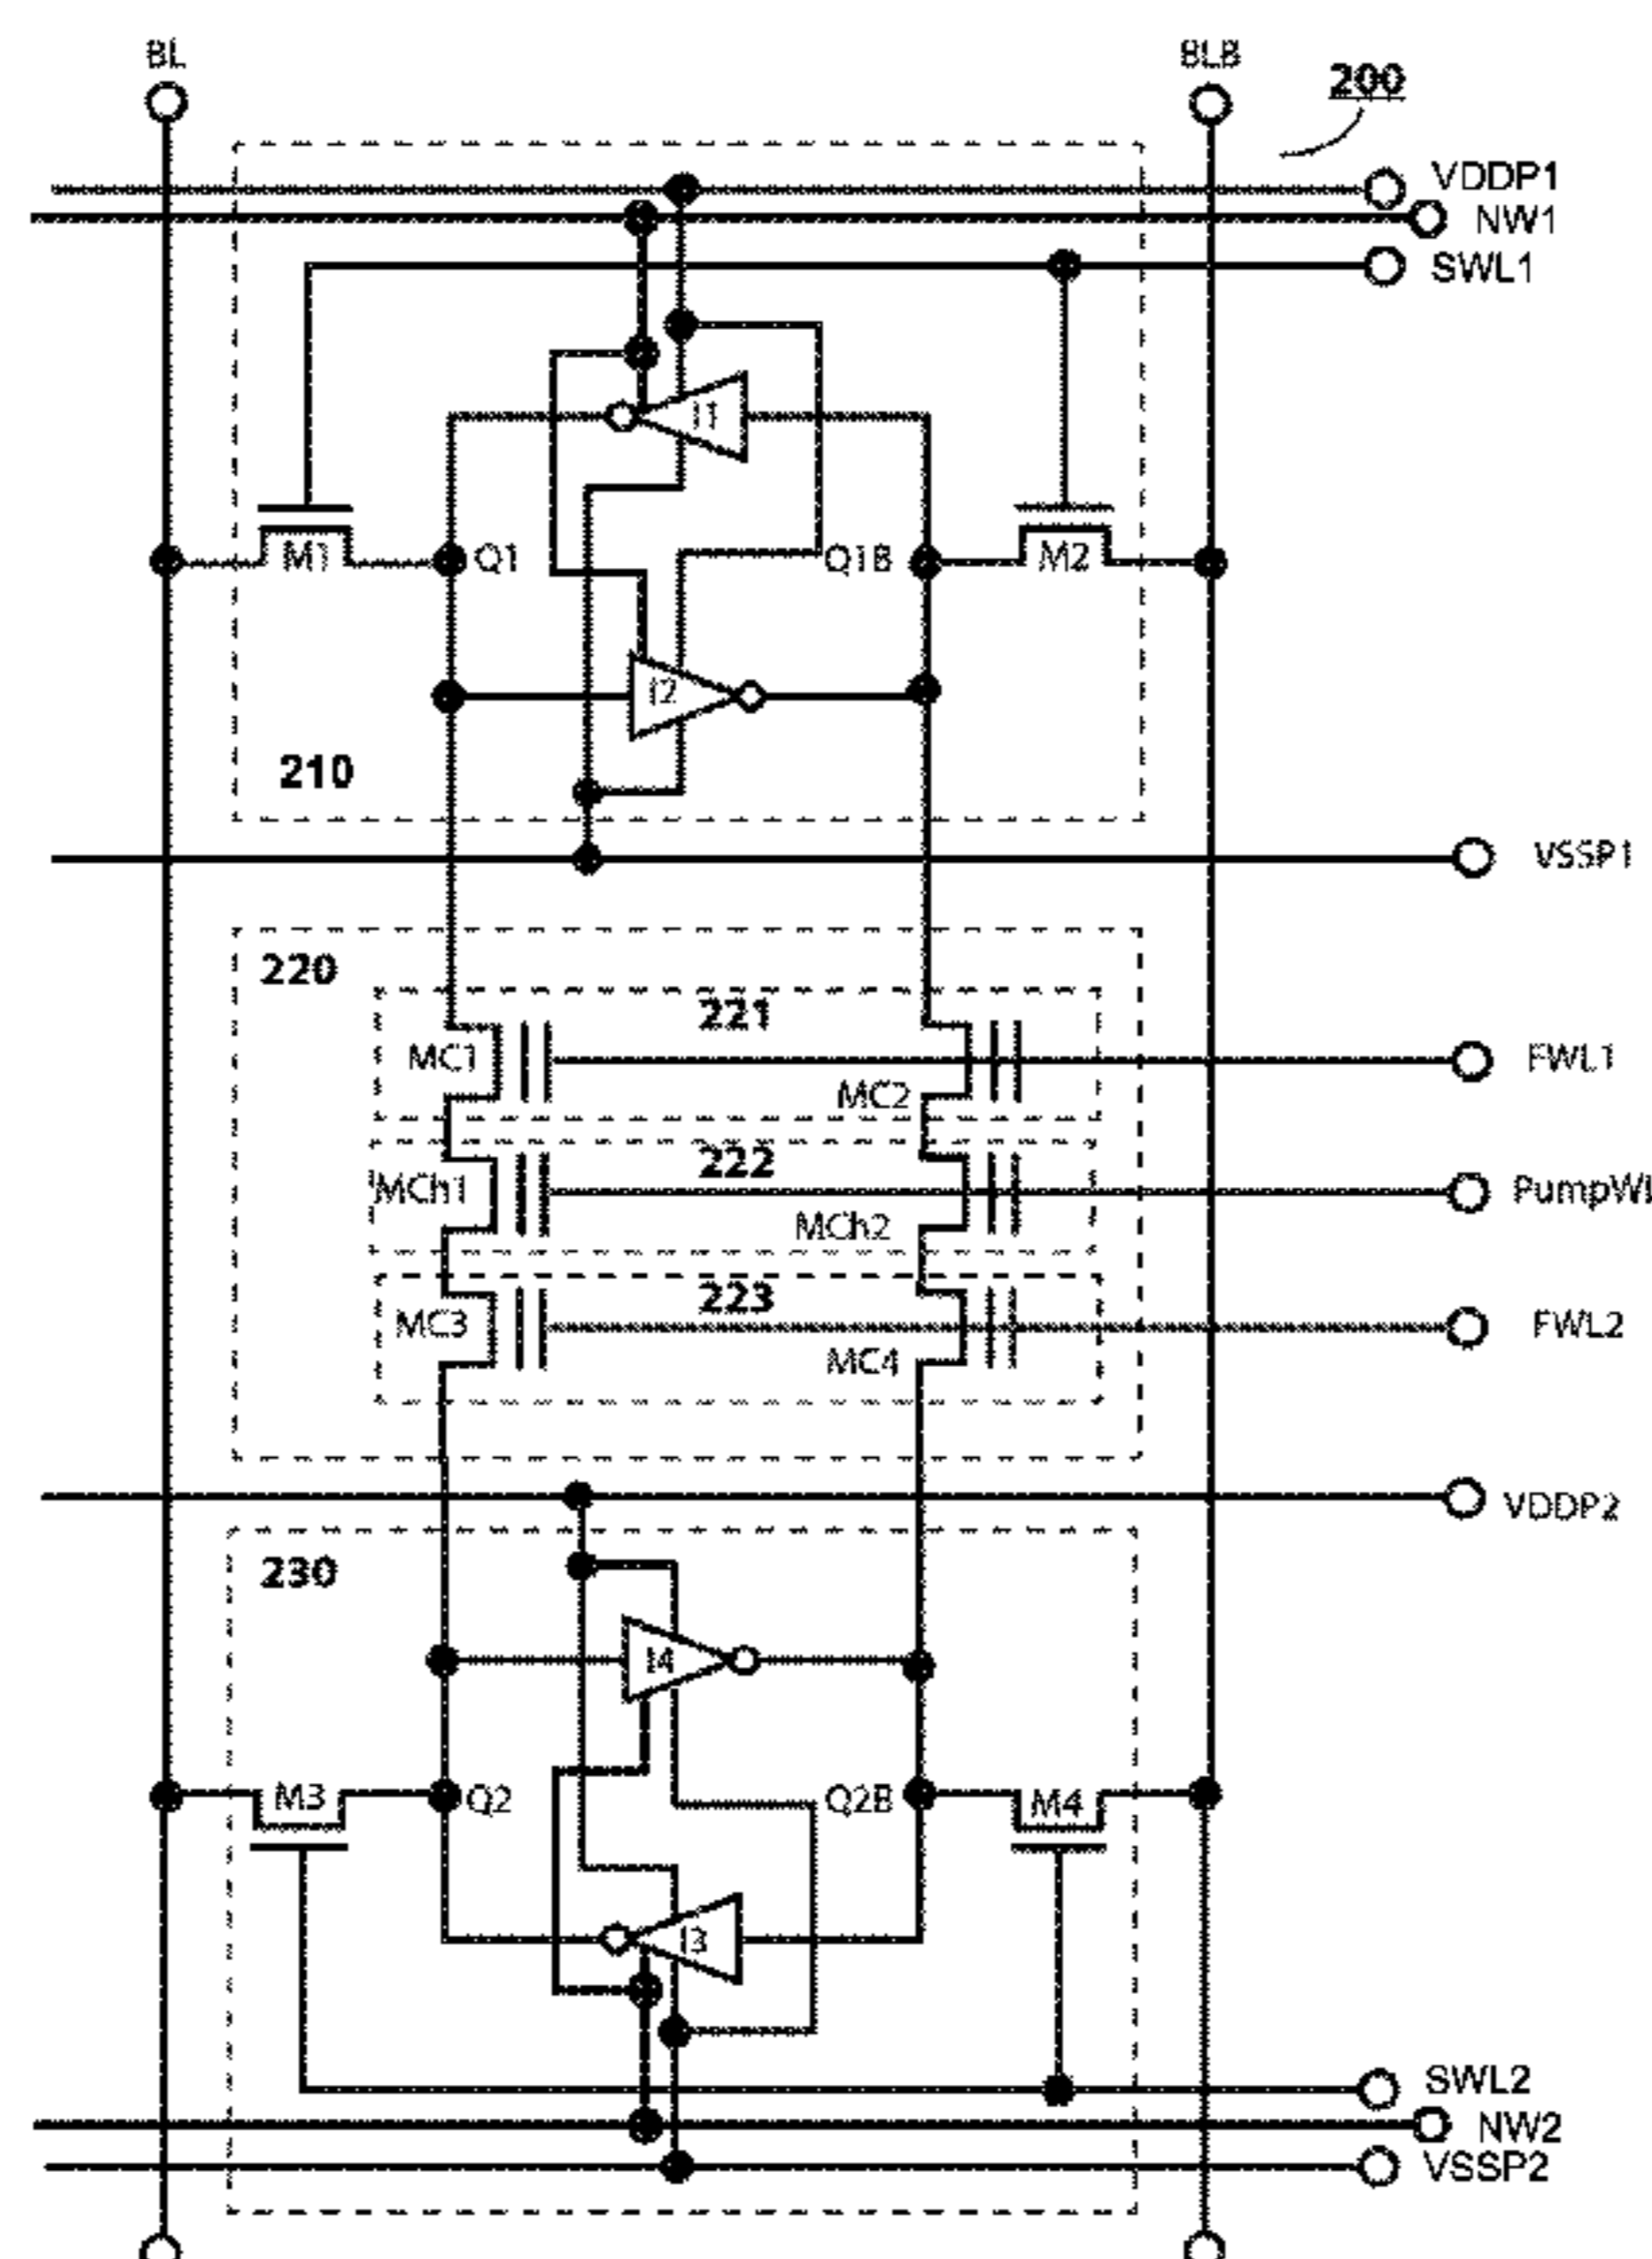 BL
BLB
200
VDDP1
NW1
SWL1
I1
M1
Q1
Q1B
M2
I2
210
VSSP1
220
221
MC1
FWL1
MC2
222
MCh1
PumpWL
MCh2
223
MC3
FWL2
MC4
VDDP2
230
I4
M3
Q2
Q2B
M4
I3
SWL2
NW2
VSSP2